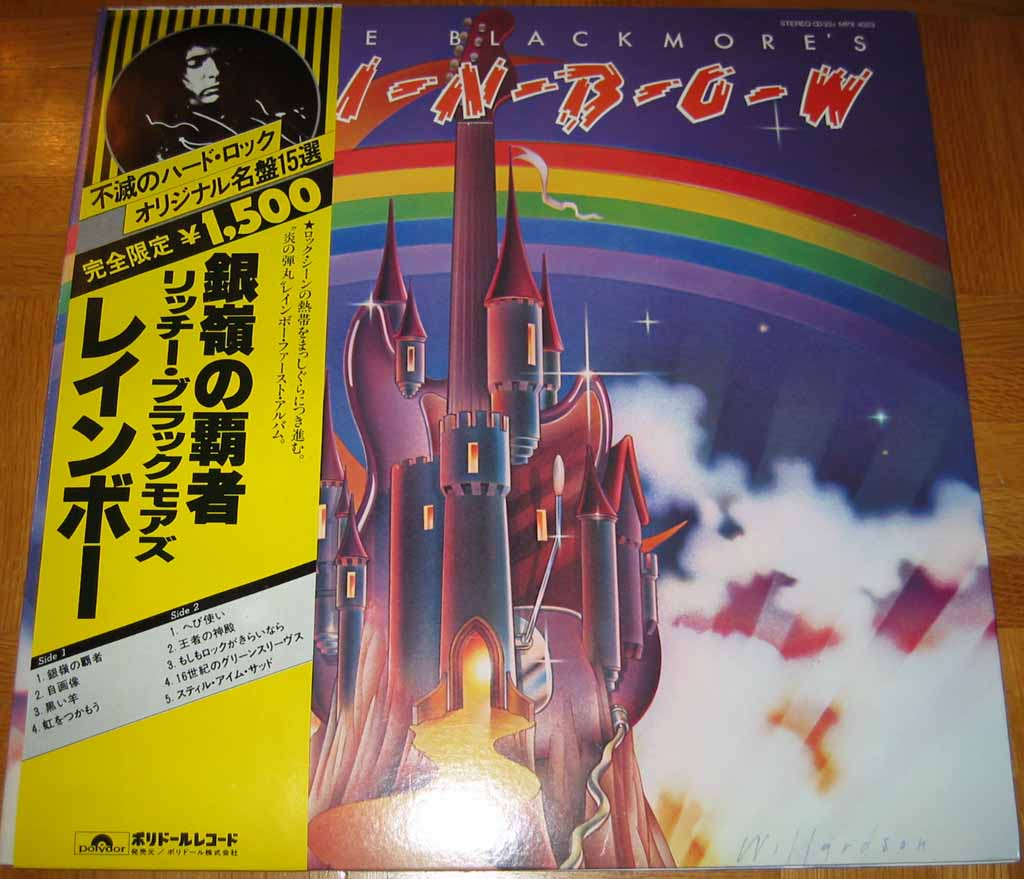 不滅のハード・ロック
オリジナル名盤15選
完全限定 ¥1,500
★ロック・シーンの熱帯をまっしぐらにつき進む。
“炎の弾丸”レインボー・ファースト・アルバム。
銀嶺の覇者
リッチー・ブラックモアズ
レインボー
Side 1
1. 銀嶺の覇者
2. 自画像
3. 黒い羊
4. 虹をつかもう
Side 2
1. へび使い
2. 王者の神殿
3. もしもロックがきらいなら
4. 16世紀のグリーンスリーヴス
5. スティル・アイム・サッド
polydor
ポリドールレコード
発売元/ポリドール株式会社
STEREO MPX 4023
E BLACKMORE'S
I-N-B-O-W
Willardson